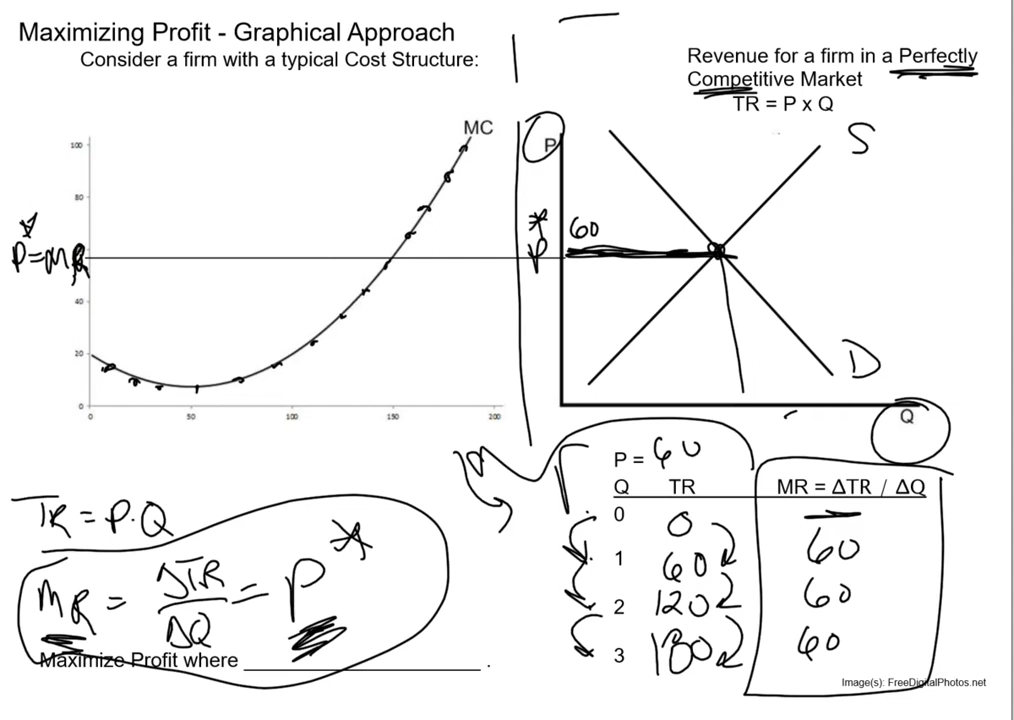 Maximizing Profit - Graphical Approach
Consider a firm with a typical Cost Structure:
MC
100
80
40
20
0
0 50 100 150 200
P* = MR
Revenue for a firm in a Perfectly
Competitive Market
TR = P x Q
P
S
60
P*
D
Q
TR = P·Q
MR = ΔTR / ΔQ = P*
Maximize Profit where ____________________ .
P = 60
Q TR MR = ΔTR / ΔQ
0 0
1 60 60
2 120 60
3 180 60
Image(s): FreeDigitalPhotos.net